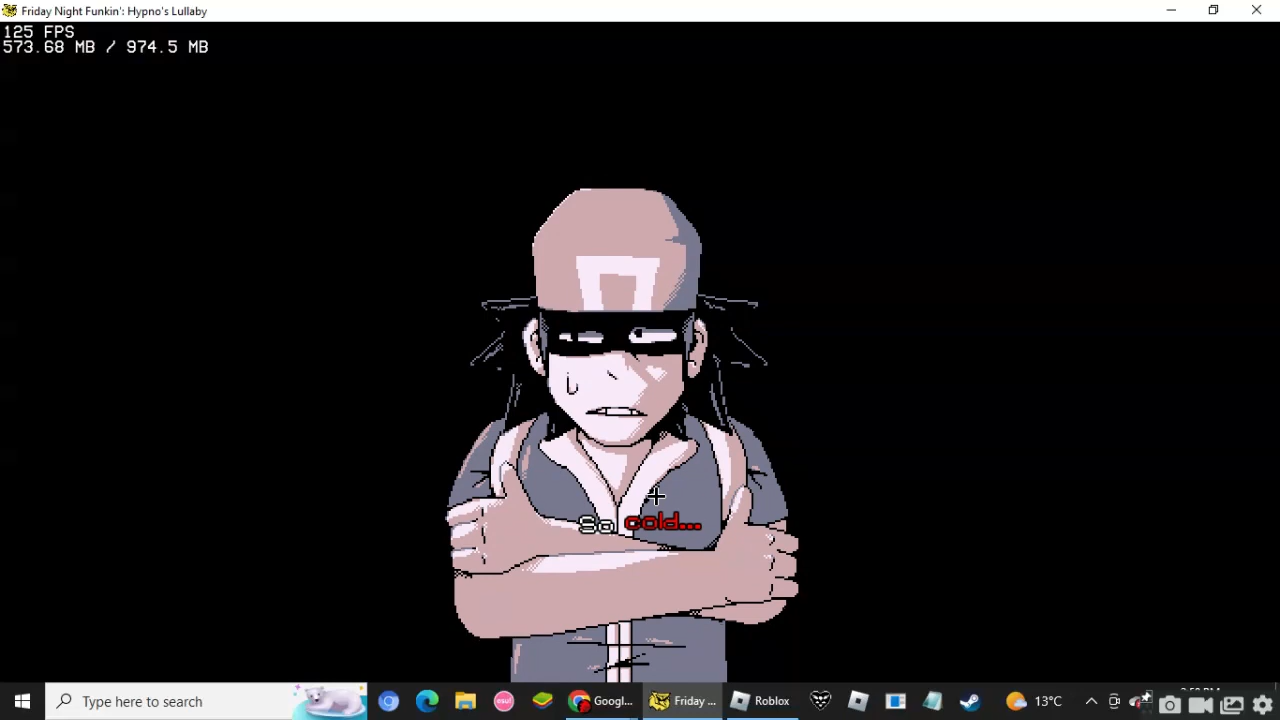 Friday Night Funkin': Hypno's Lullaby
125 FPS
573.68 MB / 974.5 MB
So cold...
Type here to search
osu!
Googl...
Friday ...
Roblox
13°C